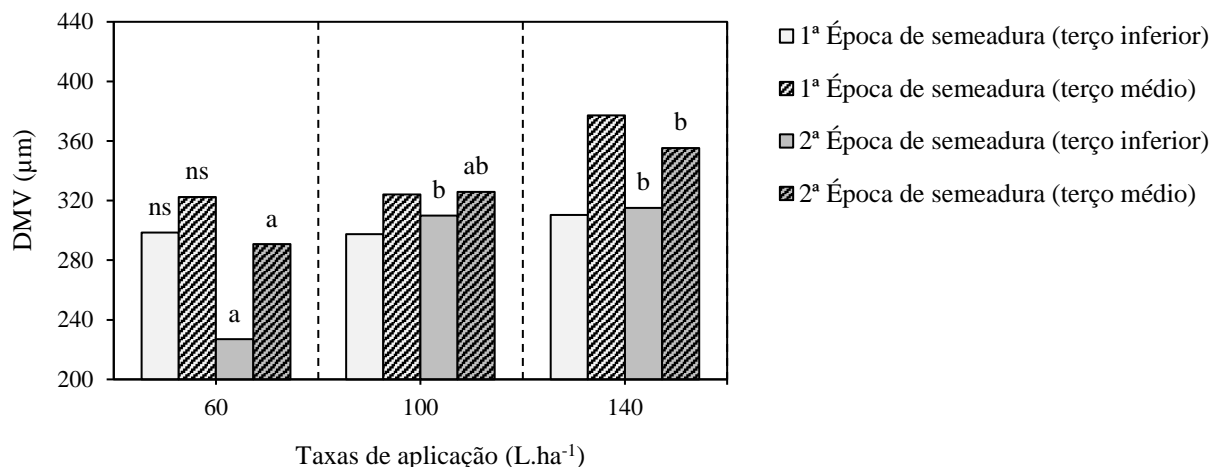 440
400
360
320
280
240
200
DMV (µm)
ns
ns
a
a
b
ab
b
b
60
100
140
Taxas de aplicação (L.ha⁻¹)
1ª Época de semeadura (terço inferior)
1ª Época de semeadura (terço médio)
2ª Época de semeadura (terço inferior)
2ª Época de semeadura (terço médio)